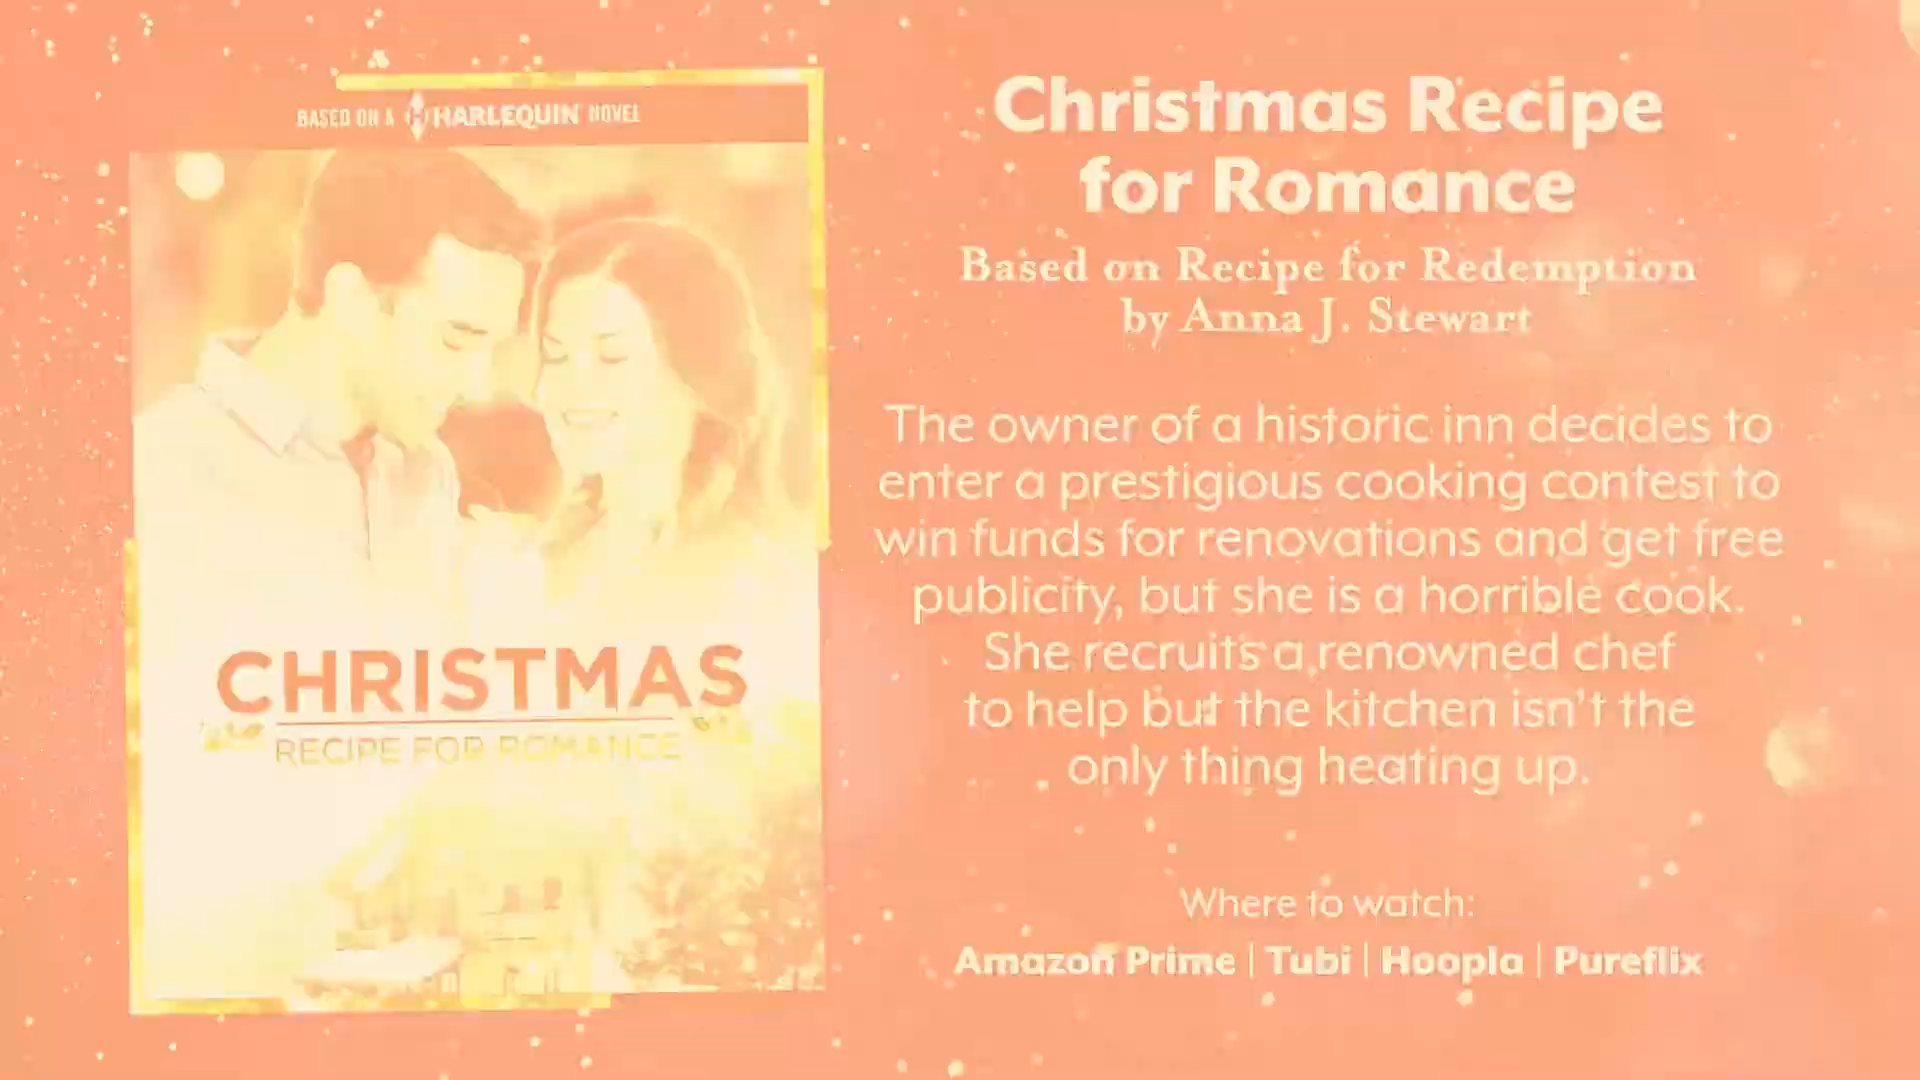 BASED ON A HARLEQUIN NOVEL
CHRISTMAS
RECIPE FOR ROMANCE
Christmas Recipe
for Romance
Based on Recipe for Redemption
by Anna J. Stewart
The owner of a historic inn decides to
enter a prestigious cooking contest to
win funds for renovations and get free
publicity, but she is a horrible cook.
She recruits a renowned chef
to help but the kitchen isn't the
only thing heating up.
Where to watch:
Amazon Prime | Tubi | Hoopla | Pureflix